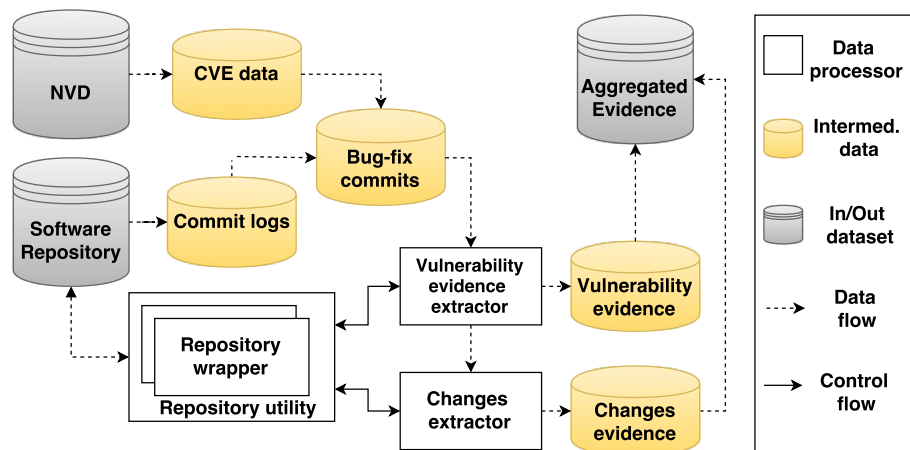 NVD
CVE data
Aggregated
Evidence
Bug-fix
commits
Software
Repository
Commit logs
Vulnerability
evidence
extractor
Vulnerability
evidence
Repository
wrapper
Repository utility
Changes
extractor
Changes
evidence
Data
processor
Intermed.
data
In/Out
dataset
Data
flow
Control
flow